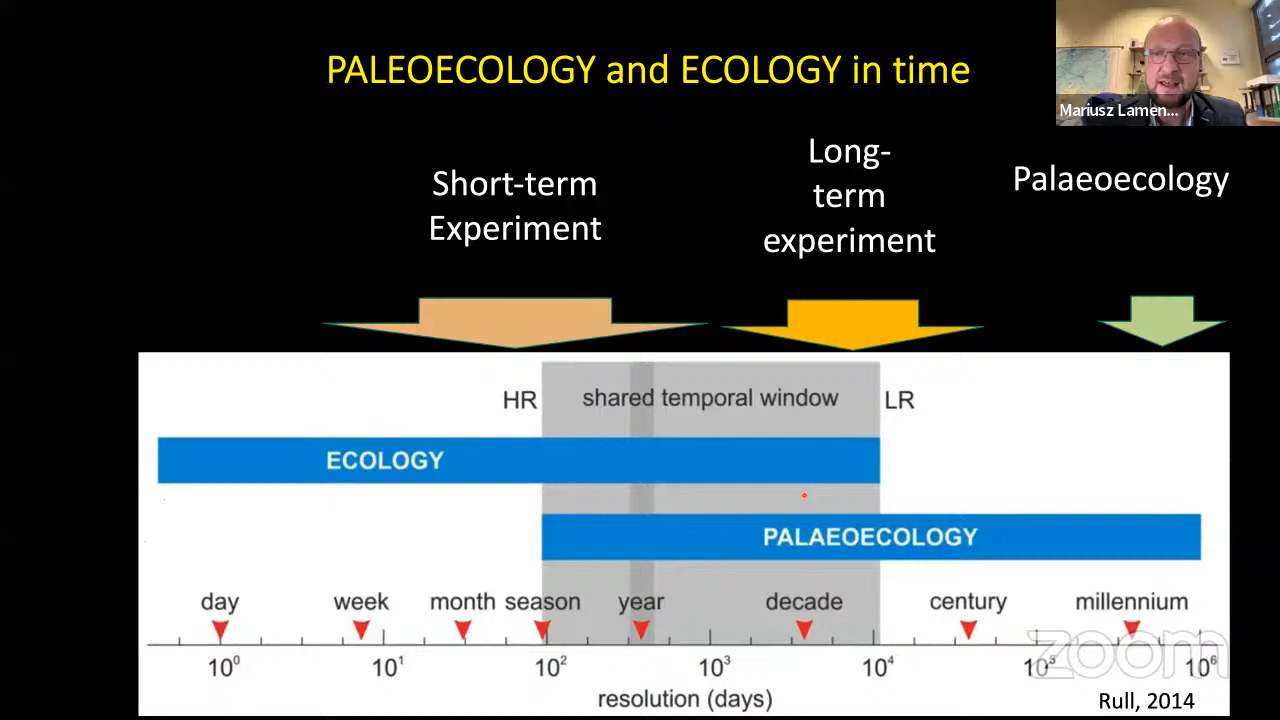 PALEOECOLOGY and ECOLOGY in time
Mariusz Lamen...
Short-term
Experiment
Long-
term
experiment
Palaeoecology
HR
shared temporal window
LR
ECOLOGY
PALAEOECOLOGY
day week month season year decade century millennium
10⁰ 10¹ 10² 10³ 10⁴ 10⁵ 10⁶
resolution (days)
zoom
Rull, 2014